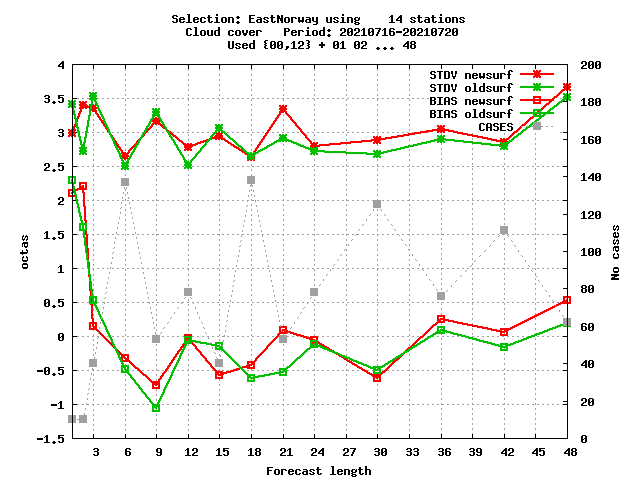 Selection: EastNorway using    14 stations
Cloud cover   Period: 20210716-20210720
Used {00,12} + 01 02 ... 48
STDV newsurf
STDV oldsurf
BIAS newsurf
BIAS oldsurf
CASES
octas
4
3.5
3
2.5
2
1.5
1
0.5
0
-0.5
-1
-1.5
No cases
200
180
160
140
120
100
80
60
40
20
0
3 6 9 12 15 18 21 24 27 30 33 36 39 42 45 48
Forecast length